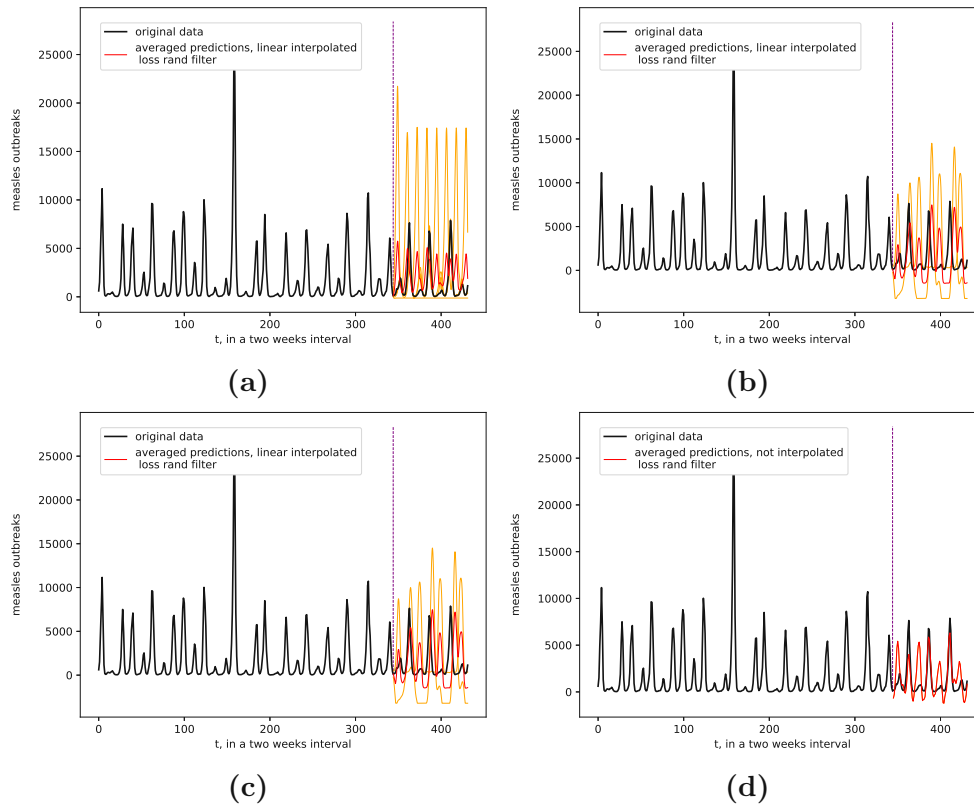 original data
averaged predictions, linear interpolated
loss rand filter
measles outbreaks
25000
20000
15000
10000
5000
0
0 100 200 300 400
t, in a two weeks interval
(a)
original data
averaged predictions, linear interpolated
loss rand filter
measles outbreaks
25000
20000
15000
10000
5000
0
0 100 200 300 400
t, in a two weeks interval
(b)
original data
averaged predictions, linear interpolated
loss rand filter
measles outbreaks
25000
20000
15000
10000
5000
0
0 100 200 300 400
t, in a two weeks interval
(c)
original data
averaged predictions, not interpolated
loss rand filter
measles outbreaks
25000
20000
15000
10000
5000
0
0 100 200 300 400
t, in a two weeks interval
(d)